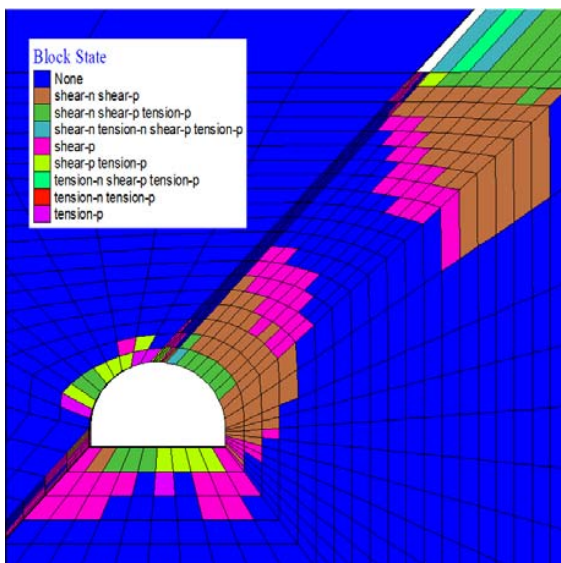 Block State
None
shear-n shear-p
shear-n shear-p tension-p
shear-n tension-n shear-p tension-p
shear-p
shear-p tension-p
tension-n shear-p tension-p
tension-n tension-p
tension-p